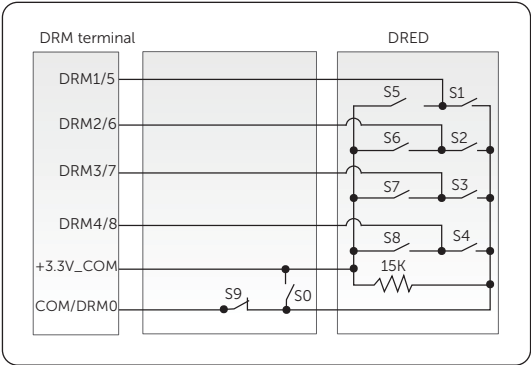 DRM terminal DRED
DRM1/5
S5 S1
DRM2/6
S6 S2
DRM3/7
S7 S3
DRM4/8
S8 S4
+3.3V_COM
15K
S9 S0
COM/DRM0